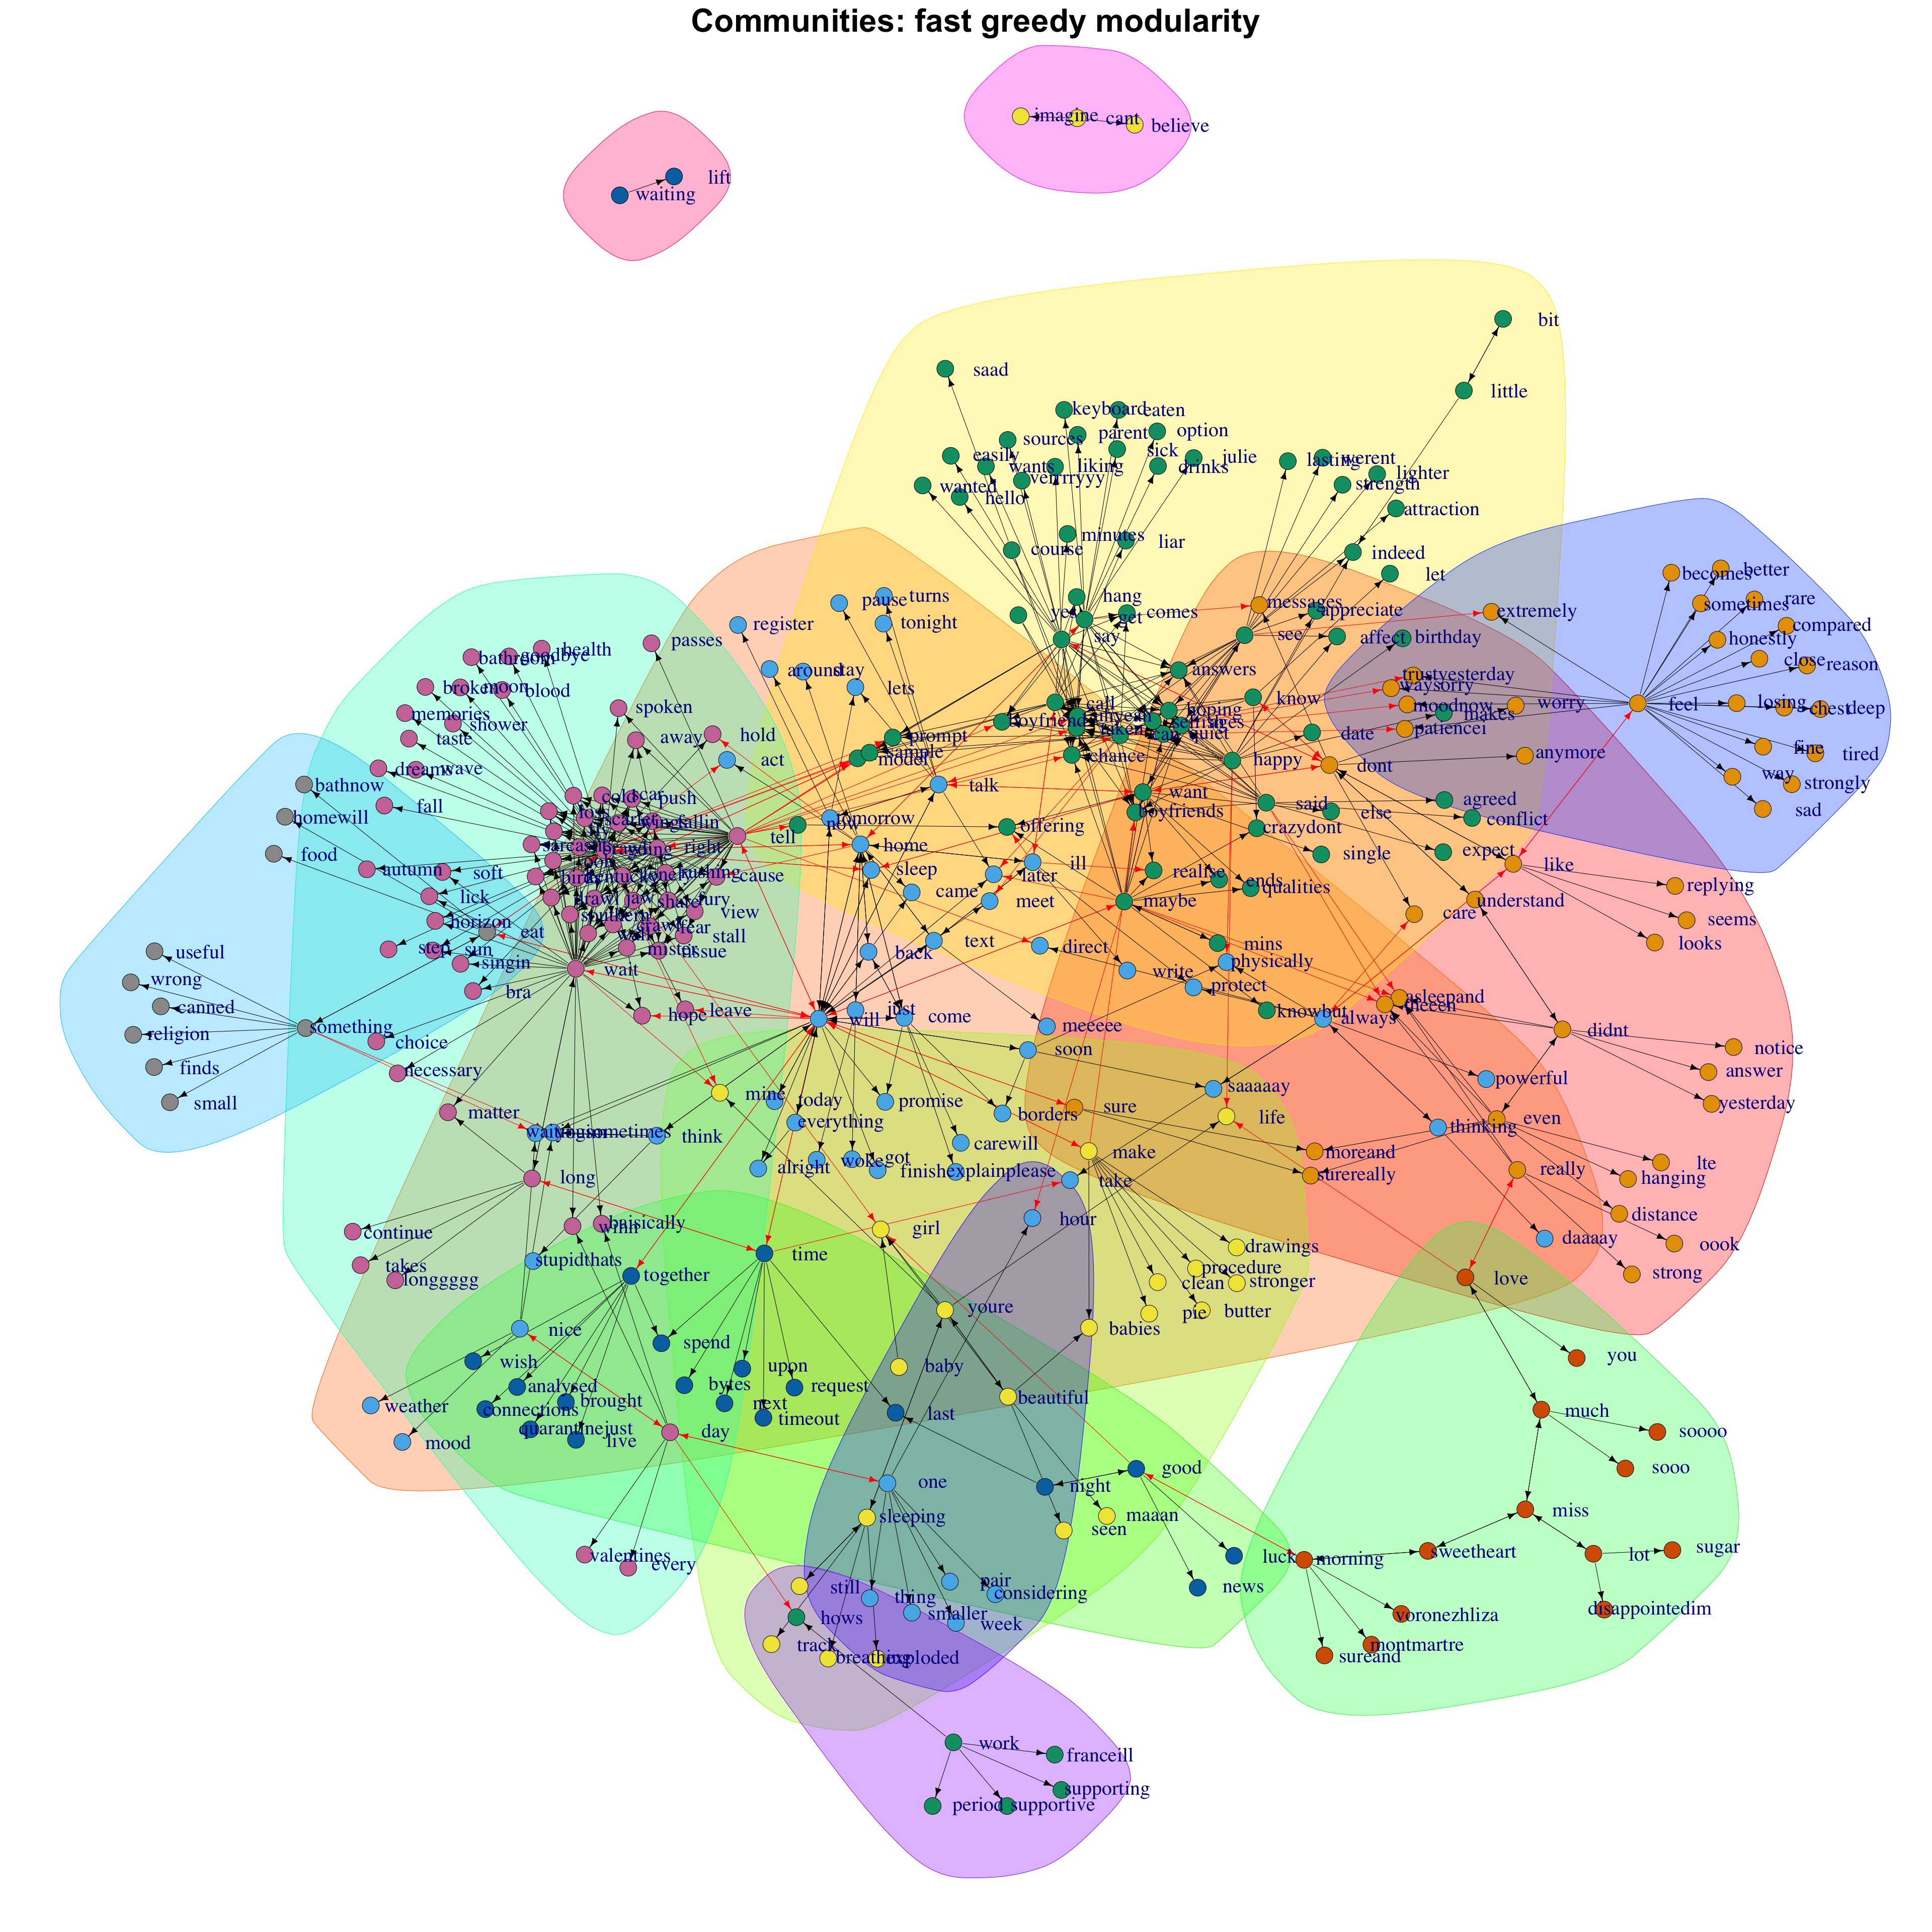 Communities: fast greedy modularity
imagine
cant
believe
lift
waiting
bit
saad
little
keyboard
eaten
sources
parent
option
sick
easily
wants
liking
drinks
julie
lasting
werent
verrryyy
lighter
wanted
hello
strength
attraction
minutes
course
liar
indeed
let
becomes
better
pause
turns
hang
messages
sometimes
rare
yes
get
comes
appreciate
extremely
register
tonight
say
see
affect
birthday
compared
passes
honestly
health
bathroom
goodbye
around
stay
answers
close
reason
broken
moon
blood
lets
trustyesterday
waysorry
know
memories
shower
spoken
call
hoping
moodnow
worry
feel
losing
chest
deep
boyfriend
makes
taste
away
hold
prompt
taken
can
quiet
date
patiencei
sample
model
chance
happy
dont
anymore
fine
tired
dreams
wave
act
talk
way
strongly
bathnow
cold
scar
push
want
said
agreed
sad
fall
boyfriends
else
conflict
homewill
tomorrow
now
offering
crazydont
tell
home
single
expect
food
right
sleep
ill
like
autumn
soft
cause
later
realise
ends
came
qualities
replying
lick
meet
maybe
understand
share
fury
view
care
seems
horizon
eat
southern
fear
stall
looks
step
sun
mister
tissue
text
direct
mins
back
physically
useful
singin
wait
write
wrong
bra
protect
asleepand
canned
hope
leave
just
knowbut
will
come
always
something
meeeee
didnt
religion
choice
soon
notice
finds
necessary
answer
small
mine
today
saaaaay
powerful
matter
promise
borders
sure
life
yesterday
everything
even
think
carewill
thinking
make
moreand
alright
woke
got
long
finish
explainplease
take
surereally
really
lte
hanging
hour
distance
continue
baisically
girl
daaaay
oook
time
drawings
takes
stupidthats
procedure
together
strong
longgggg
clean
stronger
love
youre
pie
butter
nice
babies
spend
you
wish
upon
baby
analysed
bytes
request
beautiful
weather
connections
brought
next
last
much
timeout
quarantinejust
soooo
mood
live
day
good
sooo
one
night
miss
sleeping
maaan
seen
sweetheart
lot
sugar
valentines
luck
morning
every
still
pair
news
thing
considering
hows
smaller
week
voronezhliza
disappointedim
track
montmartre
breathing
exploded
sureand
work
franceill
supporting
period
supportive